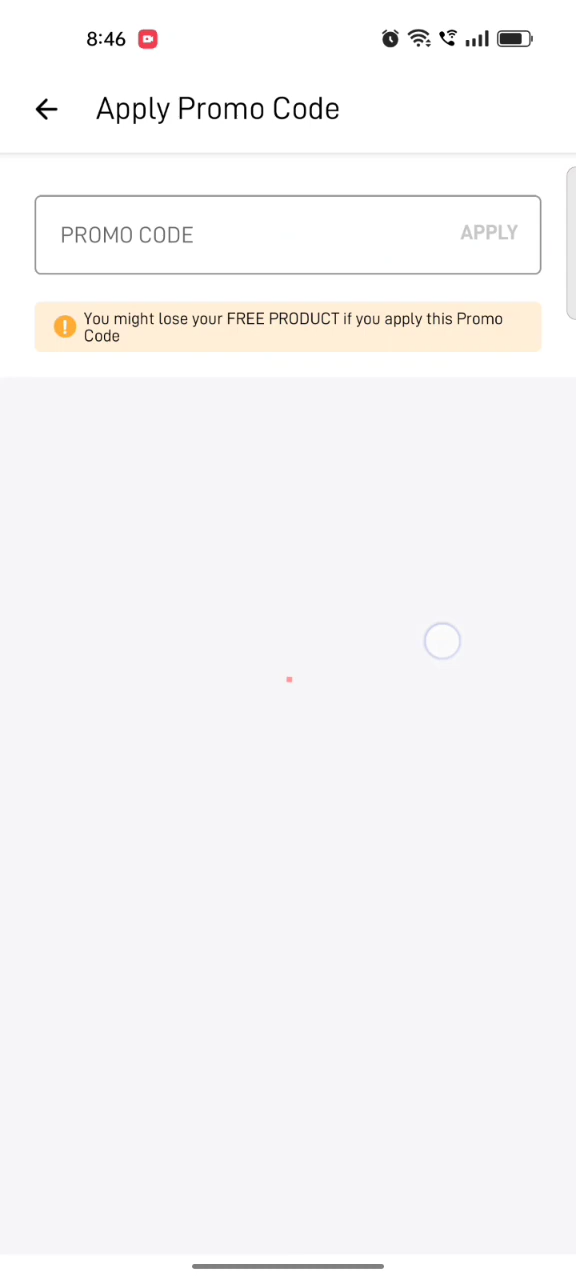 8:46
Apply Promo Code
PROMO CODE
APPLY
You might lose your FREE PRODUCT if you apply this Promo
Code